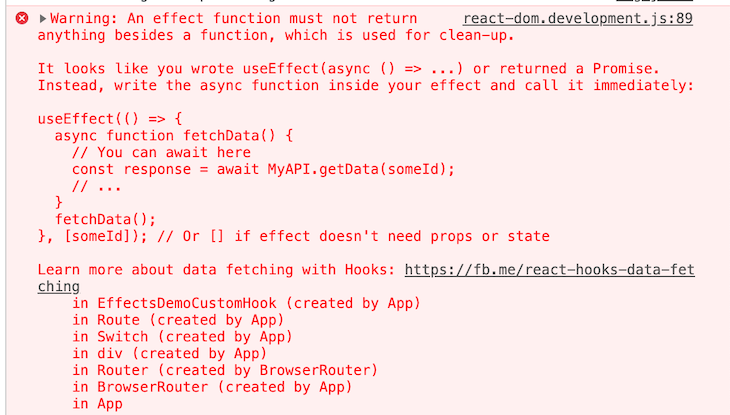 ▶Warning: An effect function must not return react-dom.development.js:89
anything besides a function, which is used for clean-up.
It looks like you wrote useEffect(async () => ...) or returned a Promise.
Instead, write the async function inside your effect and call it immediately:
useEffect(() => {
  async function fetchData() {
    // You can await here
    const response = await MyAPI.getData(someId);
    // ...
  }
  fetchData();
}, [someId]); // Or [] if effect doesn't need props or state
Learn more about data fetching with Hooks: https://fb.me/react-hooks-data-fet
ching
    in EffectsDemoCustomHook (created by App)
    in Route (created by App)
    in Switch (created by App)
    in div (created by App)
    in Router (created by BrowserRouter)
    in BrowserRouter (created by App)
    in App